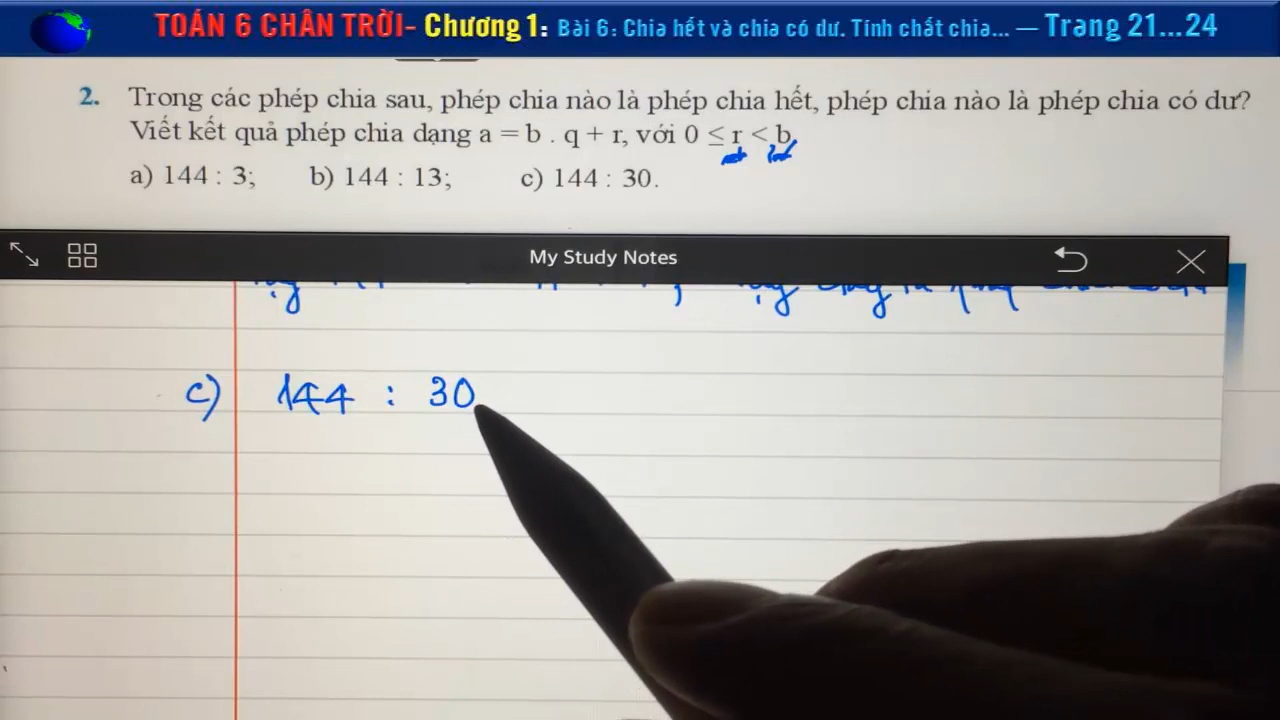 TOÁN 6 CHÂN TRỜI- Chương 1: Bài 6: Chia hết và chia có dư. Tính chất chia... — Trang 21...24
2. Trong các phép chia sau, phép chia nào là phép chia hết, phép chia nào là phép chia có dư?
Viết kết quả phép chia dạng a = b . q + r, với 0 ≤ r < b.
a) 144 : 3; b) 144 : 13; c) 144 : 30.
My Study Notes
c) 144 : 30